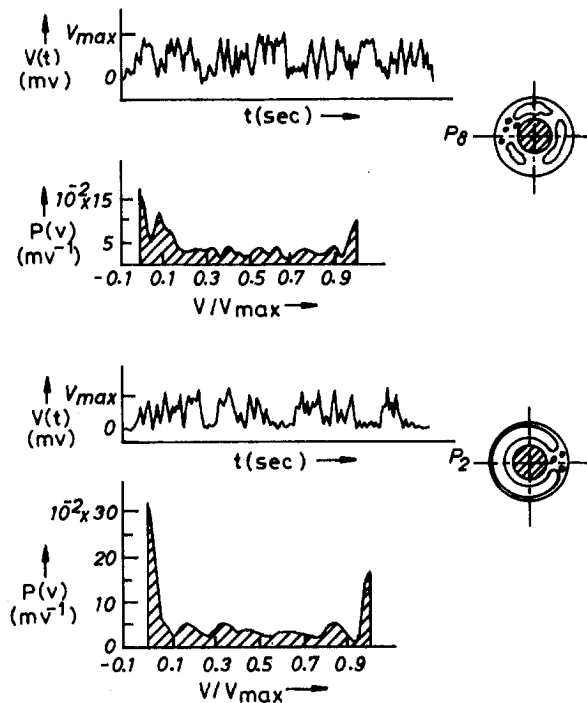 Vmax
V(t)
(mv)
0
t(sec)
P8
10⁻²x15
P(v)
(mv⁻¹)
5
-0.1 0.1 0.3 0.5 0.7 0.9
V/Vmax
Vmax
V(t)
(mv)
0
t(sec)
P2
10⁻²x 30
20
P(v)
(mv⁻¹)
10
0
-0.1 0.1 0.3 0.5 0.7 0.9
V/Vmax